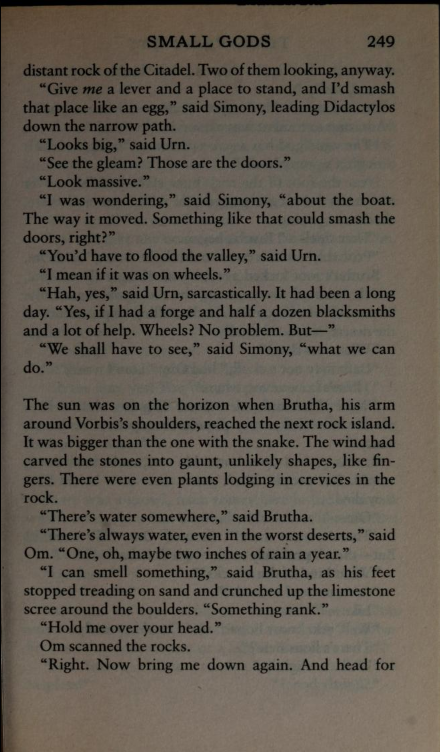 SMALL GODS 249
distant rock of the Citadel. Two of them looking, anyway.
“Give me a lever and a place to stand, and I’d smash
that place like an egg,” said Simony, leading Didactylos
down the narrow path.
“Looks big,” said Urn.
“See the gleam? Those are the doors.”
“Look massive.”
“I was wondering,” said Simony, “about the boat.
The way it moved. Something like that could smash the
doors, right?”
“You’d have to flood the valley,” said Urn.
“I mean if it was on wheels.”
“Hah, yes,” said Urn, sarcastically. It had been a long
day. “Yes, if I had a forge and half a dozen blacksmiths
and a lot of help. Wheels? No problem. But—”
“We shall have to see,” said Simony, “what we can
do.”
The sun was on the horizon when Brutha, his arm
around Vorbis’s shoulders, reached the next rock island.
It was bigger than the one with the snake. The wind had
carved the stones into gaunt, unlikely shapes, like fin-
gers. There were even plants lodging in crevices in the
rock.
“There’s water somewhere,” said Brutha.
“There’s always water, even in the worst deserts,” said
Om. “One, oh, maybe two inches of rain a year.”
“I can smell something,” said Brutha, as his feet
stopped treading on sand and crunched up the limestone
scree around the boulders. “Something rank.”
“Hold me over your head.”
Om scanned the rocks.
“Right. Now bring me down again. And head for